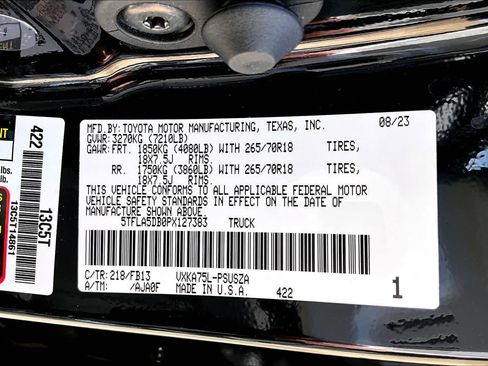 MFD.BY:TOYOTA MOTOR MANUFACTURING, TEXAS, INC. 08/23
GVWR:3270KG (7210LB)
GAWR:FRT. 1850KG (4080LB) WITH 265/70R18 TIRES,
18X7.5J RIMS.
RR. 1750KG (3860LB) WITH 265/70R18 TIRES,
18X7.5J RIMS.
THIS VEHICLE CONFORMS TO ALL APPLICABLE FEDERAL MOTOR
VEHICLE SAFETY STANDARDS IN EFFECT ON THE DATE OF
MANUFACTURE SHOWN ABOVE.
5TFLA5DB0PX127383 TRUCK
C/TR:218/FB13 VXKA75L-PSUSZA
A/TM: /AJA0F MADE IN U.S.A. 422 1
422
13C5T
13C5T14861
lbs.
lb.